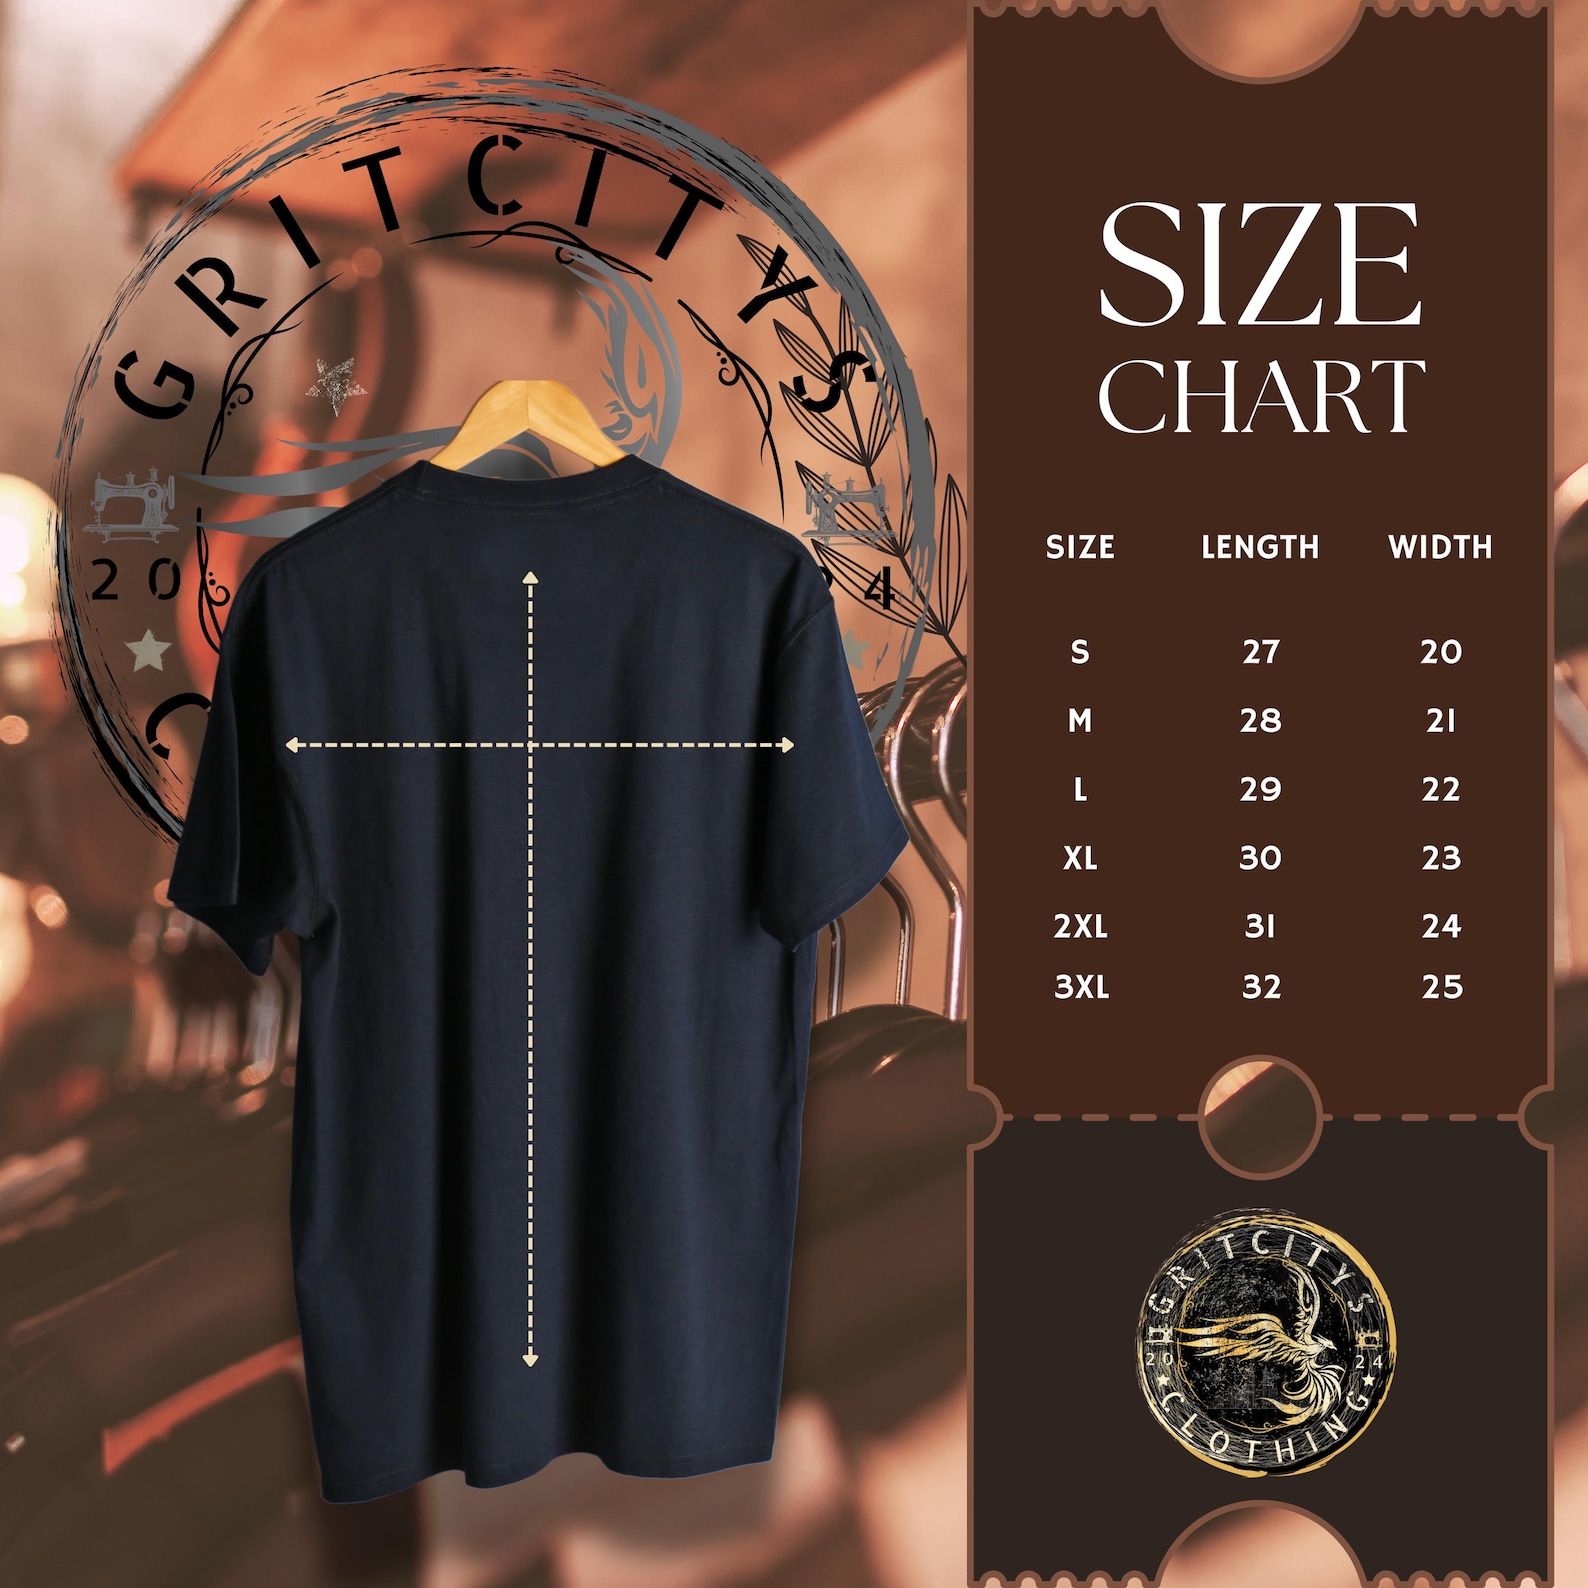 GRITCITYS
20
4
C
SIZE
CHART
SIZE LENGTH WIDTH
S 27 20
M 28 21
L 29 22
XL 30 23
2XL 31 24
3XL 32 25
GRITCITYS
20 24
CLOTHING